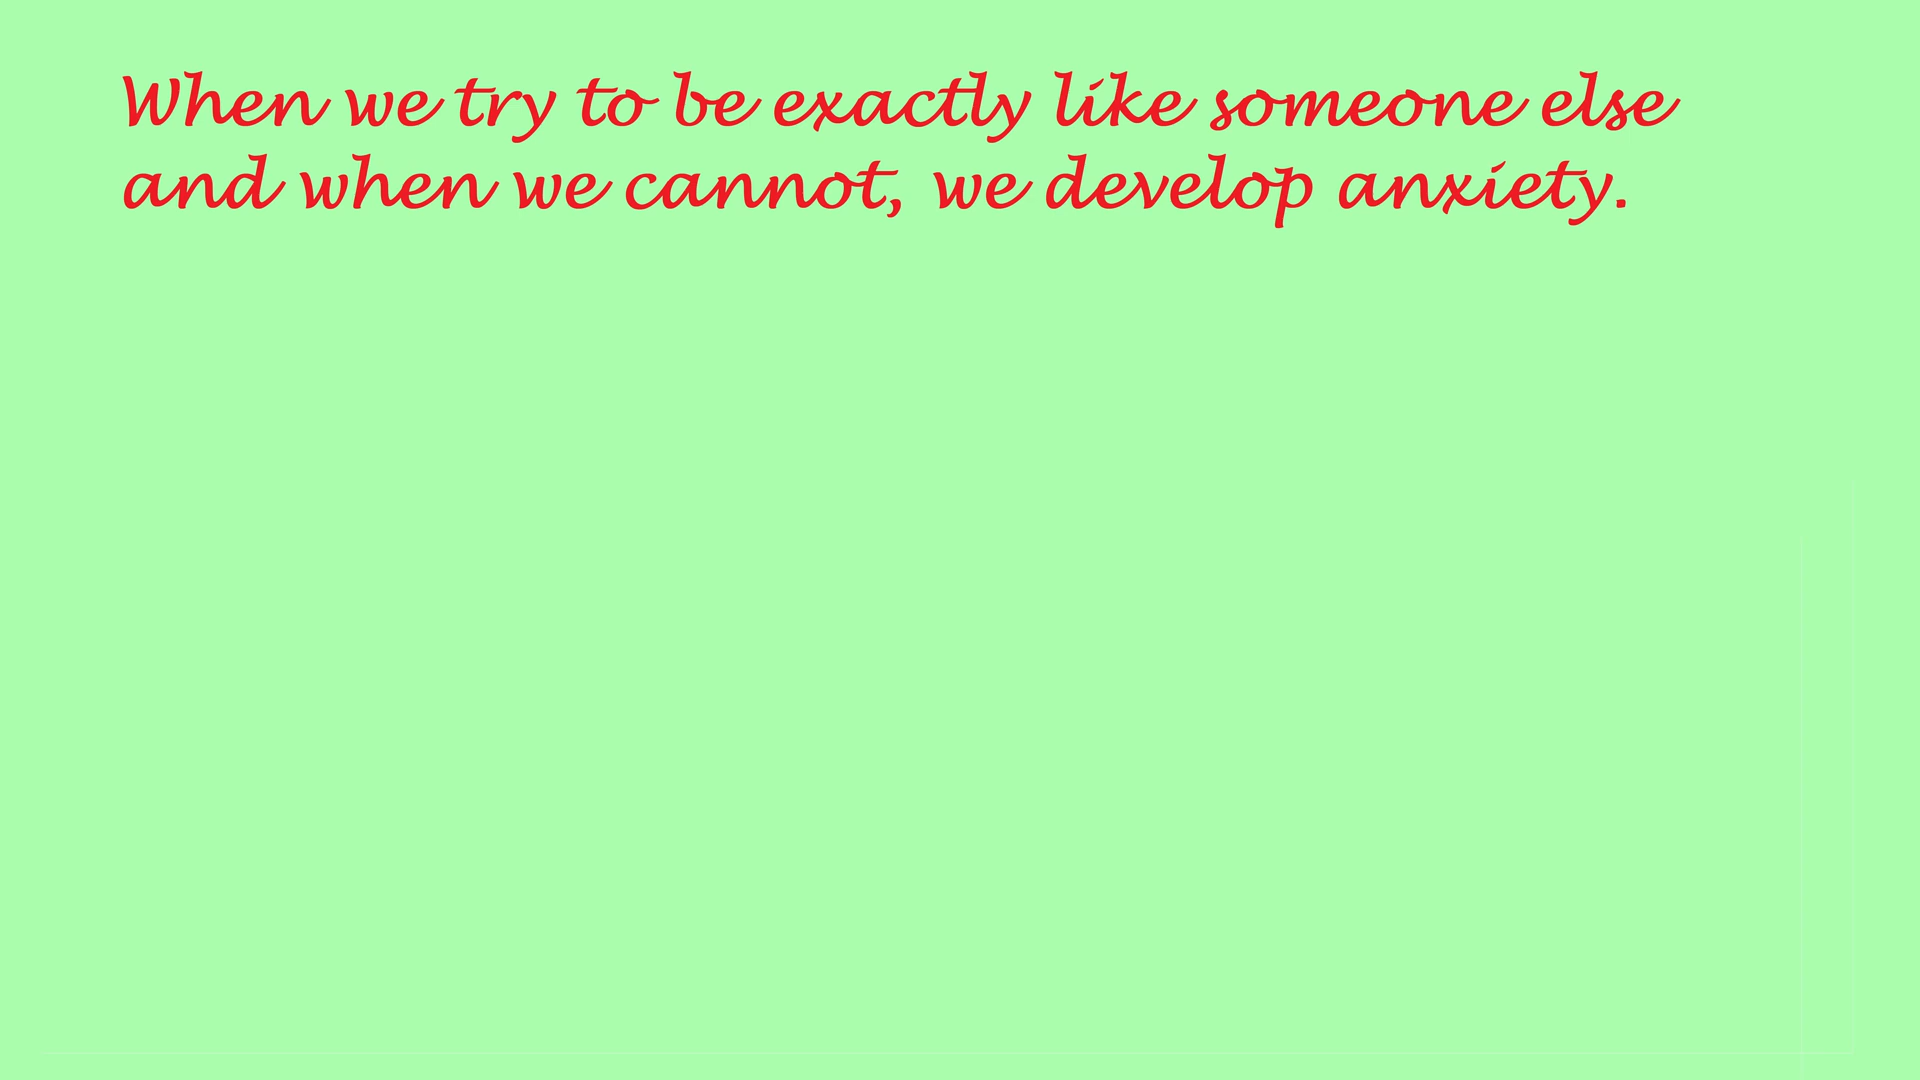 When we try to be exactly like someone else
and when we cannot, we develop anxiety.